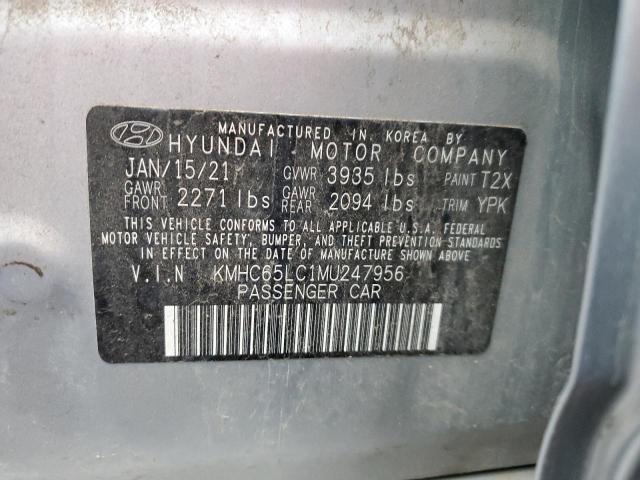 MANUFACTURED IN KOREA BY
HYUNDAI MOTOR COMPANY
JAN/15/21 GVWR 3935 lbs PAINT T2X
GAWR FRONT 2271 lbs GAWR REAR 2094 lbs TRIM YPK
THIS VEHICLE CONFORMS TO ALL APPLICABLE U.S.A. FEDERAL
MOTOR VEHICLE SAFETY, BUMPER, AND THEFT PREVENTION STANDARDS
IN EFFECT ON THE DATE OF MANUFACTURE SHOWN ABOVE.
V.I.N KMHC65LC1MU247956
PASSENGER CAR